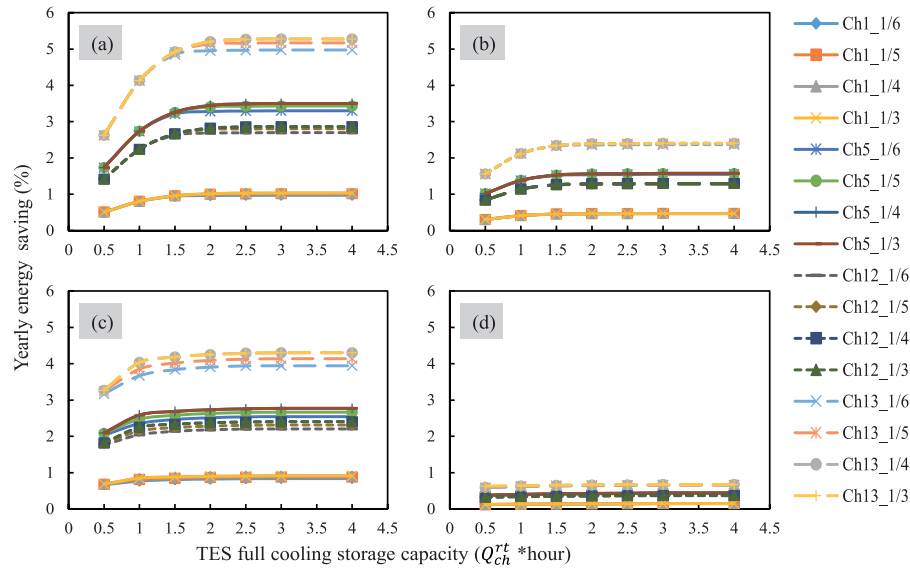 (a)
6
5
4
3
2
1
0
0 0.5 1 1.5 2 2.5 3 3.5 4 4.5
(b)
6
5
4
3
2
1
0
0 0.5 1 1.5 2 2.5 3 3.5 4 4.5
(c)
6
5
4
3
2
1
0
0 0.5 1 1.5 2 2.5 3 3.5 4 4.5
(d)
6
5
4
3
2
1
0
0 0.5 1 1.5 2 2.5 3 3.5 4 4.5
Yearly energy saving (%)
TES full cooling storage capacity (Q_{ch}^{rt} *hour)
Ch1_1/6
Ch1_1/5
Ch1_1/4
Ch1_1/3
Ch5_1/6
Ch5_1/5
Ch5_1/4
Ch5_1/3
Ch12_1/6
Ch12_1/5
Ch12_1/4
Ch12_1/3
Ch13_1/6
Ch13_1/5
Ch13_1/4
Ch13_1/3